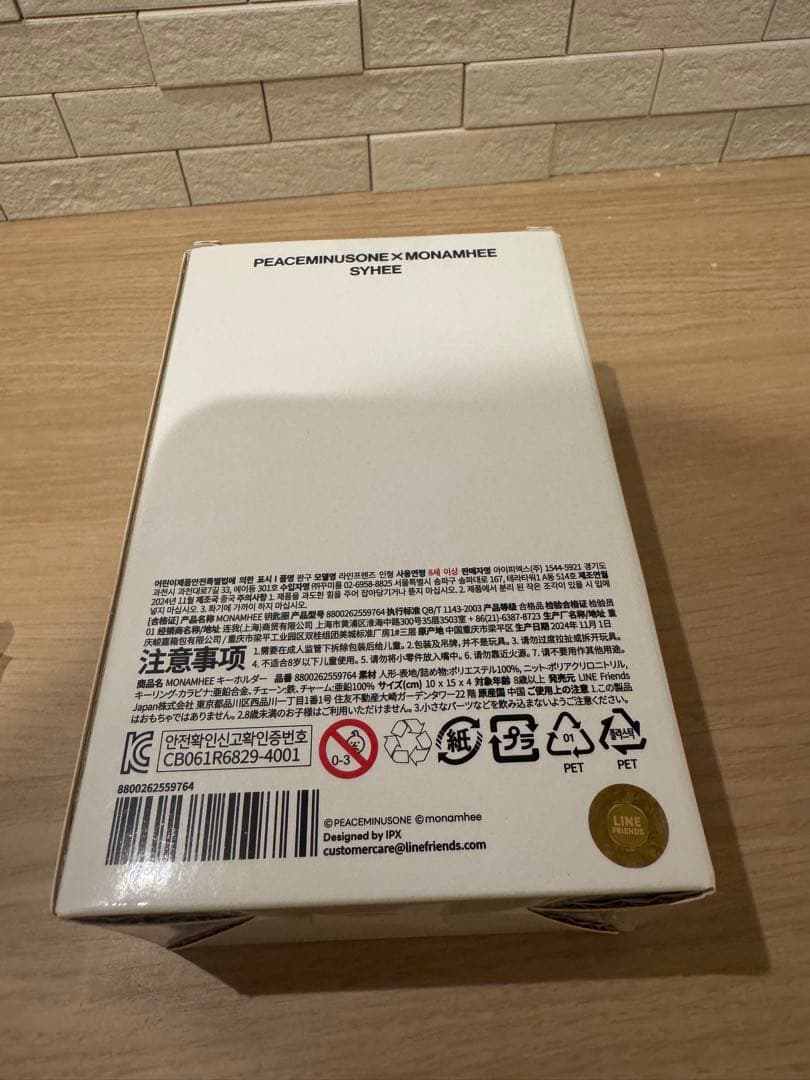 PEACEMINUSONE × MONAMHEE
SYHEE
어린이제품안전특별법에 의한 표시 I 품명 완구 모델명 라인프렌즈 인형 사용연령 8세 이상 판매자명 아이피엑스(주) 1544-5921 경기도
과천시 과천대로7길 33, 에이동 301호 수입자명 ㈜꾸미톰 02-6958-8825 서울특별시 송파구 송파대로 167, 테라타워1 A동 514호 제조연월
2024년 11월 제조국 중국 주의사항 1. 제품을 과도한 힘을 주어 잡아당기거나 뜯지 마십시오. 2. 제품에서 분리 된 작은 조각이 있을 시 입에
넣지 마십시오. 3. 화기에 가까이 하지 마십시오.
[合格证] 产品名称 MONAMHEE 钥匙圈 产品型号 8800262559764 执行标准 QB/T 1143-2003 产品等级 合格品 检验合格证 检验员
01 经销商名称/地址 连我(上海)商贸有限公司 / 上海市黄浦区淮海中路300号35层3503室 + 86(21)-6387-8723 生产厂名称/地址 重
庆峻嘉箱包有限公司 / 重庆市梁平工业园区双桂组团美城标准厂房1#三层 原产地 中国重庆市梁平区 生产日期 2024年 11月 1日
注意事项 1.需要在成人监管下拆除包装后给儿童。2.包装及吊牌，并不是玩具。3. 请勿过度拉扯或拆开玩具。
4. 不适合8岁以下儿童使用。5. 请勿将小零件放入嘴中。6. 请勿靠近火源。7. 请不要用作其他用途。
商品名 MONAMHEE キーホルダー 品番 8800262559764 素材 人形-表地/詰め物:ポリエステル100%、ニット-ポリアクリロニトリル、
キーリング-カラビナ:亜鉛合金、チェーン:鉄、チャーム:亜鉛100% サイズ(cm) 10 x 15 x 4 対象年齢 8歳以上 発売元 LINE Friends
Japan株式会社 東京都品川区西品川一丁目1番1号 住友不動産大崎ガーデンタワー22 階 原産国 中国 ご使用上の注意 1.この製品
はおもちゃではありません。2.8歳未満のお子様はご利用いただけません。3.小さなパーツなどを飲み込まないようご注意ください。
안전확인신고확인증번호
CB061R6829-4001
0-3
紙
プラ
01
PET
플라스틱
PET
8800262559764
©PEACEMINUSONE ©monamhee
Designed by IPX
customercare@linefriends.com
LINE
FRIENDS